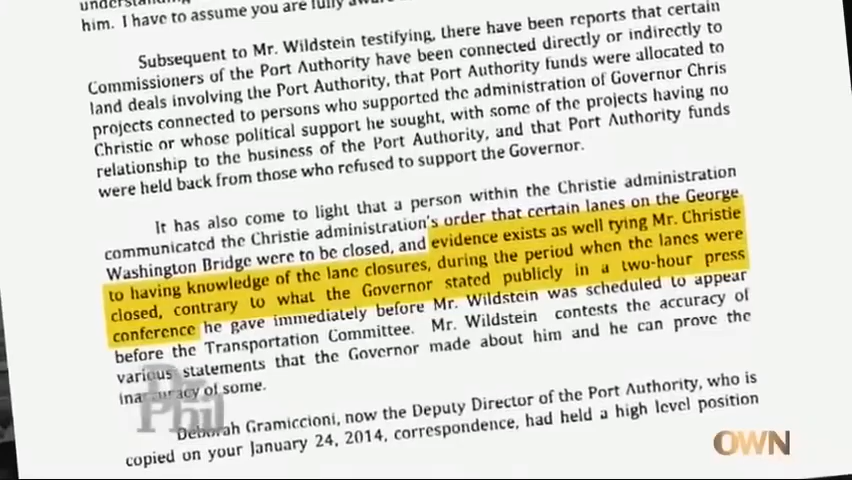 understanding
him. I have to assume you are fully aware
Subsequent to Mr. Wildstein testifying, there have been reports that certain
Commissioners of the Port Authority have been connected directly or indirectly to
land deals involving the Port Authority, that Port Authority funds were allocated to
projects connected to persons who supported the administration of Governor Chris
Christie or whose political support he sought, with some of the projects having no
relationship to the business of the Port Authority, and that Port Authority funds
were held back from those who refused to support the Governor.
It has also come to light that a person within the Christie administration
communicated the Christie administration's order that certain lanes on the George
Washington Bridge were to be closed, and evidence exists as well tying Mr. Christie
to having knowledge of the lane closures, during the period when the lanes were
closed, contrary to what the Governor stated publicly in a two-hour press
conference he gave immediately before Mr. Wildstein was scheduled to appear
before the Transportation Committee. Mr. Wildstein contests the accuracy of
various statements that the Governor made about him and he can prove the
inaccuracy of some.
Deborah Gramiccioni, now the Deputy Director of the Port Authority, who is
copied on your January 24, 2014, correspondence, had held a high level position
Dr.
Phil
OWN